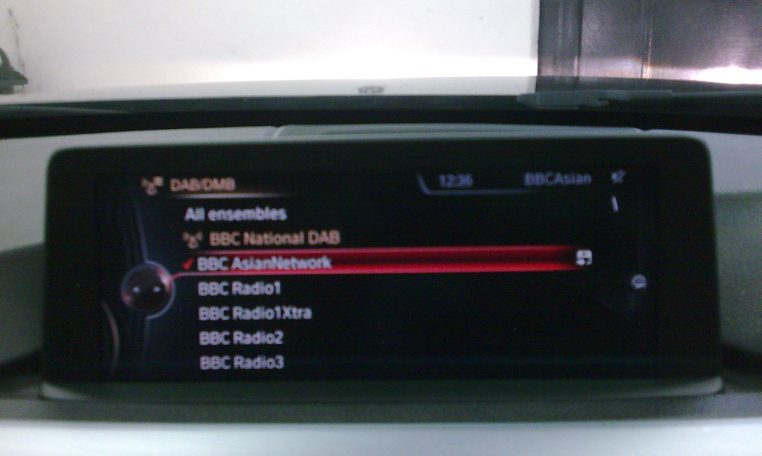 DAB/DMB 12:36 BBCAsian
All ensembles
BBC National DAB
BBC AsianNetwork
BBC Radio1
BBC Radio1Xtra
BBC Radio2
BBC Radio3